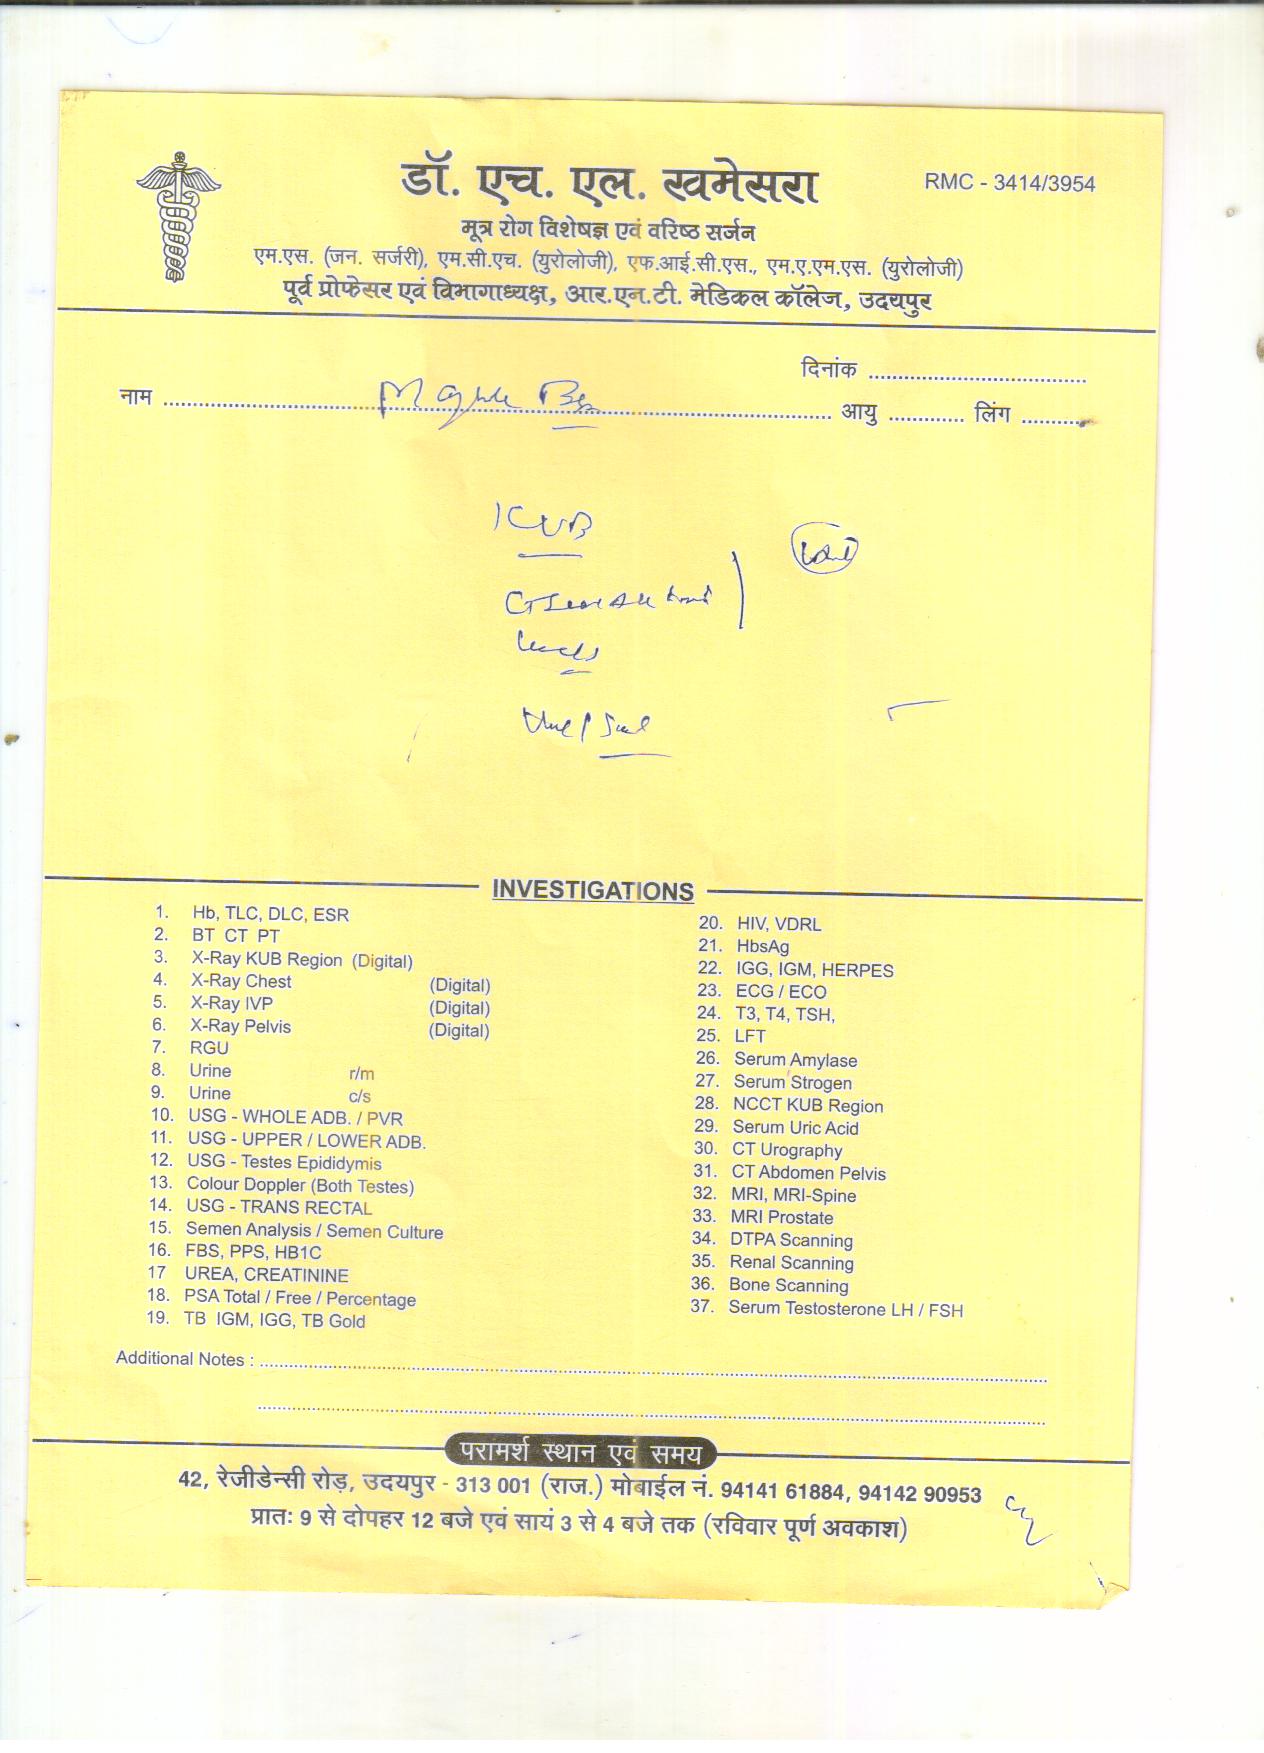 डॉ. एच. एल. खमेसरा
RMC - 3414/3954
मूत्र रोग विशेषज्ञ एवं वरिष्ठ सर्जन
एम.एस. (जन. सर्जरी), एम.सी.एच. (युरोलोजी), एफ.आई.सी.एस., एम.ए.एम.एस. (युरोलोजी)
पूर्व प्रोफेसर एवं विभागाध्यक्ष, आर.एन.टी. मेडिकल कॉलेज, उदयपुर
दिनांक ....................................
नाम .................... आयु ............. लिंग ...........
KUB
INVESTIGATIONS
1. Hb, TLC, DLC, ESR
2. BT CT PT
3. X-Ray KUB Region (Digital)
4. X-Ray Chest (Digital)
5. X-Ray IVP (Digital)
6. X-Ray Pelvis (Digital)
7. RGU
8. Urine r/m
9. Urine c/s
10. USG - WHOLE ADB. / PVR
11. USG - UPPER / LOWER ADB.
12. USG - Testes Epididymis
13. Colour Doppler (Both Testes)
14. USG - TRANS RECTAL
15. Semen Analysis / Semen Culture
16. FBS, PPS, HB1C
17 UREA, CREATININE
18. PSA Total / Free / Percentage
19. TB IGM, IGG, TB Gold
20. HIV, VDRL
21. HbsAg
22. IGG, IGM, HERPES
23. ECG / ECO
24. T3, T4, TSH,
25. LFT
26. Serum Amylase
27. Serum Strogen
28. NCCT KUB Region
29. Serum Uric Acid
30. CT Urography
31. CT Abdomen Pelvis
32. MRI, MRI-Spine
33. MRI Prostate
34. DTPA Scanning
35. Renal Scanning
36. Bone Scanning
37. Serum Testosterone LH / FSH
Additional Notes : ....................
परामर्श स्थान एवं समय
42, रेजीडेन्सी रोड़, उदयपुर - 313 001 (राज.) मोबाईल नं. 94141 61884, 94142 90953
प्रातः 9 से दोपहर 12 बजे एवं सायं 3 से 4 बजे तक (रविवार पूर्ण अवकाश)